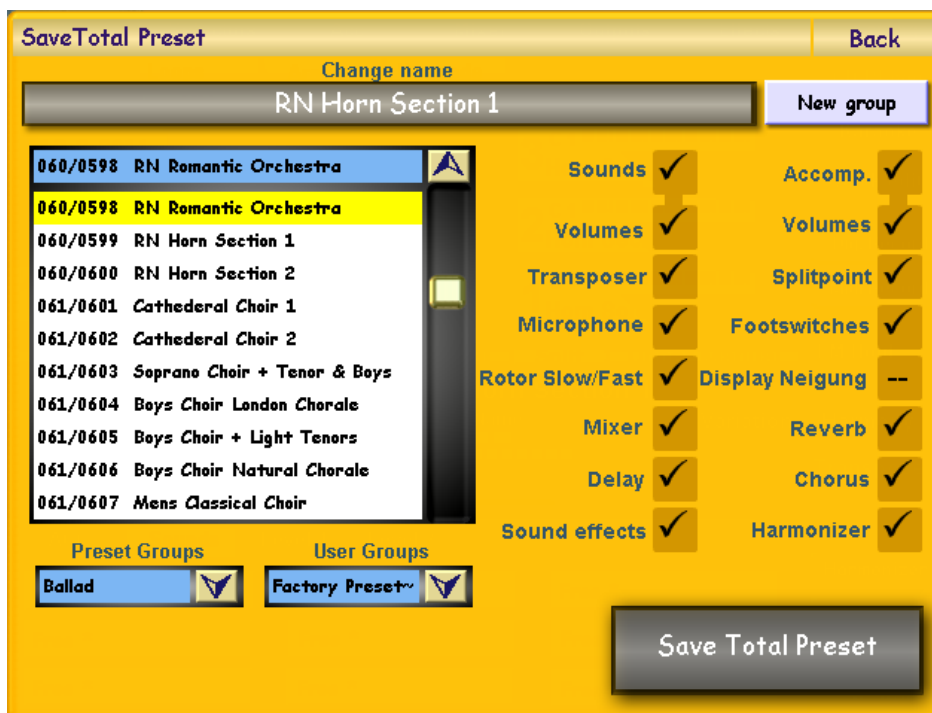 SaveTotal Preset
Back
Change name
RN Horn Section 1
New group
060/0598 RN Romantic Orchestra
060/0598 RN Romantic Orchestra
060/0599 RN Horn Section 1
060/0600 RN Horn Section 2
061/0601 Cathederal Choir 1
061/0602 Cathederal Choir 2
061/0603 Soprano Choir + Tenor & Boys
061/0604 Boys Choir London Chorale
061/0605 Boys Choir + Light Tenors
061/0606 Boys Choir Natural Chorale
061/0607 Mens Classical Choir
Preset Groups
Ballad
User Groups
Factory Preset~
Sounds
Accomp.
Volumes
Volumes
Transposer
Splitpoint
Microphone
Footswitches
Rotor Slow/Fast
Display Neigung --
Mixer
Reverb
Delay
Chorus
Sound effects
Harmonizer
Save Total Preset